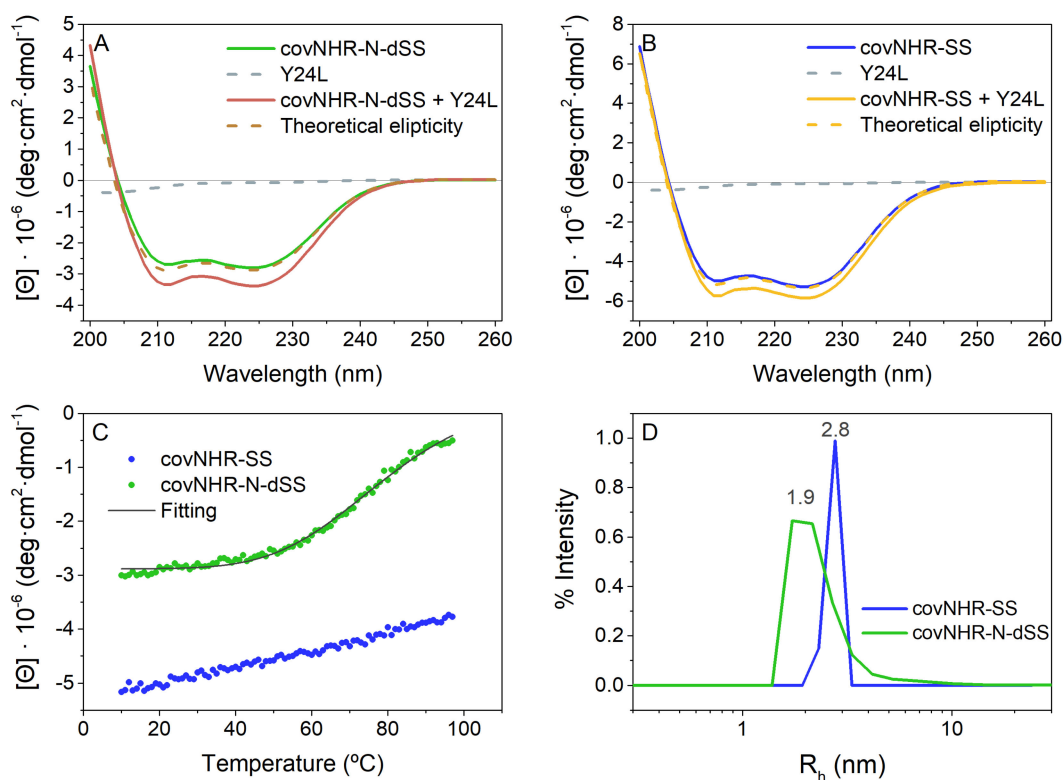 A
covNHR-N-dSS
Y24L
covNHR-N-dSS + Y24L
Theoretical elipticity
5
4
3
2
1
0
-1
-2
-3
-4
200 210 220 230 240 250 260
Wavelength (nm)
[Θ] · 10⁻⁶ (deg·cm²·dmol⁻¹)
B
covNHR-SS
Y24L
covNHR-SS + Y24L
Theoretical elipticity
8
6
4
2
0
-2
-4
-6
200 210 220 230 240 250 260
Wavelength (nm)
[Θ] · 10⁻⁶ (deg·cm²·dmol⁻¹)
C
covNHR-SS
covNHR-N-dSS
Fitting
0
-1
-2
-3
-4
-5
0 20 40 60 80 100
Temperature (ºC)
[Θ] · 10⁻⁶ (deg·cm²·dmol⁻¹)
D
2.8
1.9
covNHR-SS
covNHR-N-dSS
1.0
0.8
0.6
0.4
0.2
0.0
1 10
R_h (nm)
% Intensity